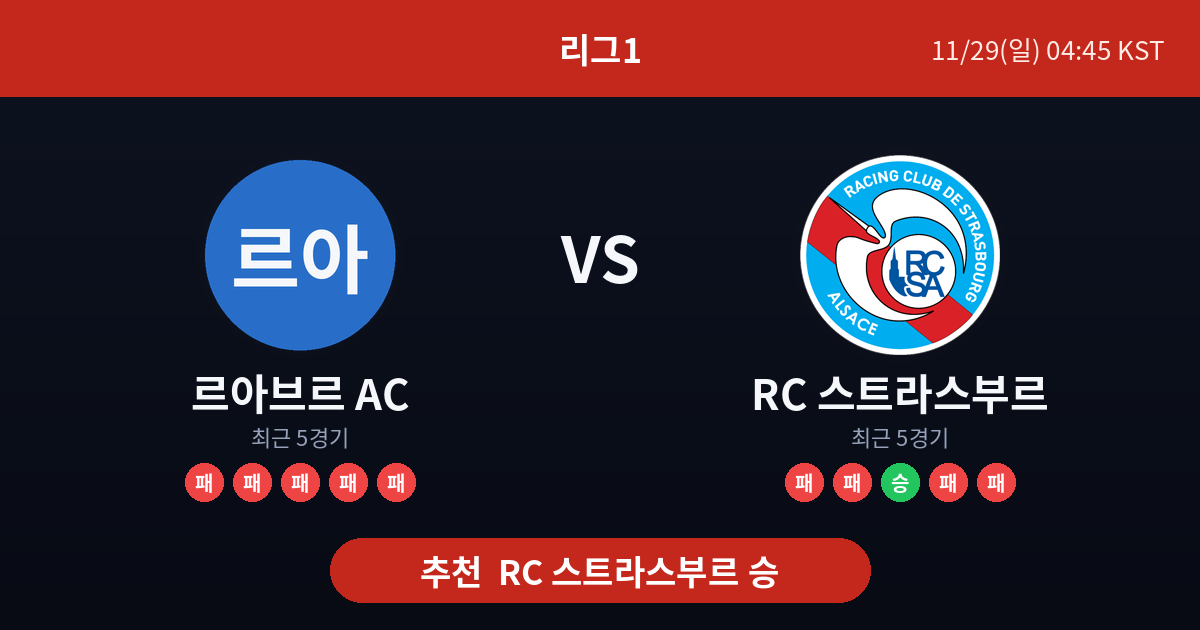 리그1
11/29(일) 04:45 KST
르아
VS
RACING CLUB DE STRASBOURG
RC
SA
ALSACE
르아브르 AC
RC 스트라스부르
최근 5경기
최근 5경기
패 패 패 패 패
패 패 승 패 패
추천 RC 스트라스부르 승